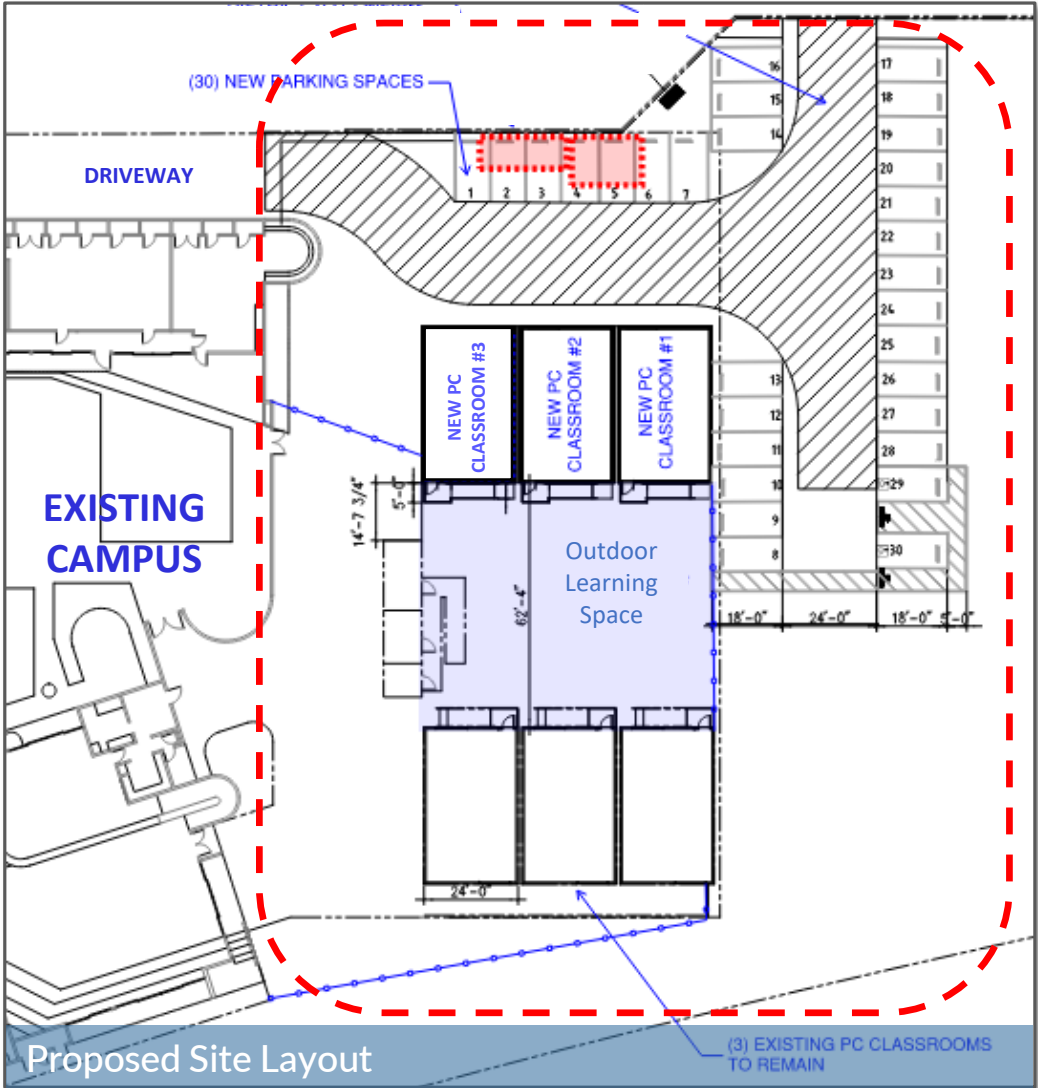 (30) NEW PARKING SPACES
DRIVEWAY
16
15
14
17
18
19
20
21
22
23
24
25
26
27
28
29
30
1 2 3 4 5 6 7
13
12
11
10
9
8
NEW PC
CLASSROOM #3
NEW PC
CLASSROOM #2
NEW PC
CLASSROOM #1
EXISTING
CAMPUS
14'-7 3/4"
5'-0"
62'-4"
Outdoor
Learning
Space
18'-0" 24'-0" 18'-0" 5'-0"
24'-0"
(3) EXISTING PC CLASSROOMS
TO REMAIN
Proposed Site Layout